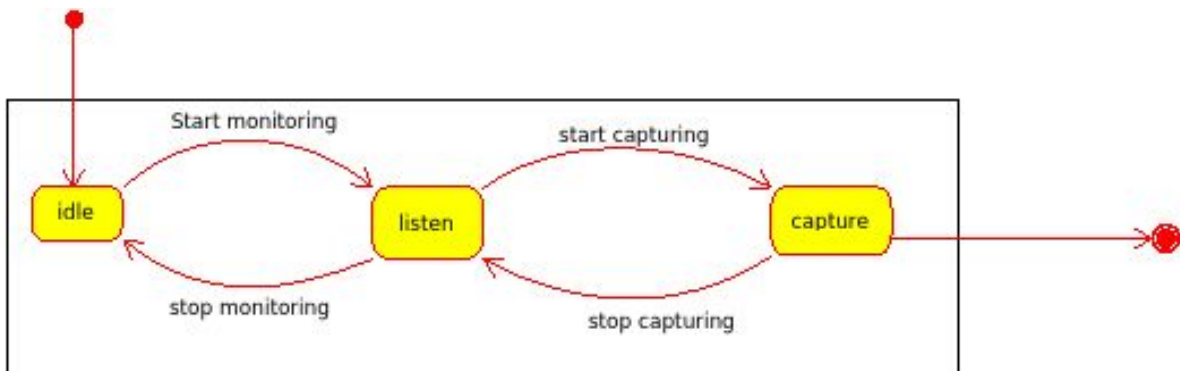 Start monitoring
start capturing
idle
listen
capture
stop monitoring
stop capturing